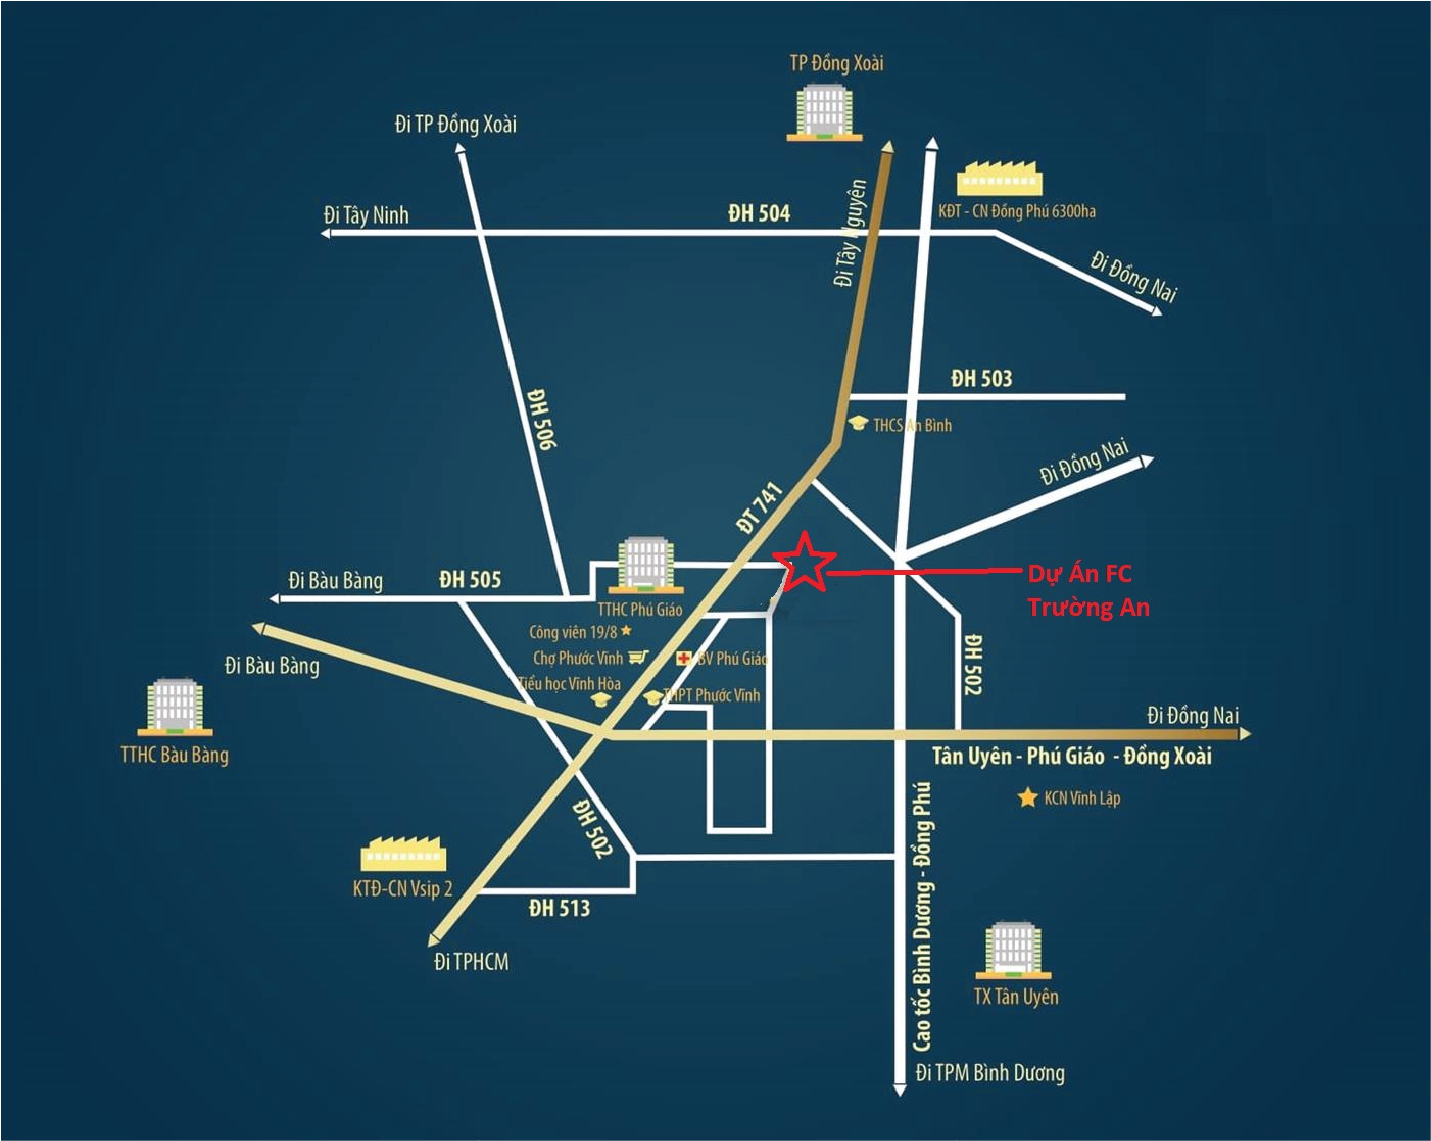 TP Đồng Xoài
Đi TP Đồng Xoài
Đi Tây Nguyên
Đi Tây Ninh
ĐH 504
KĐT - CN Đồng Phú 6300ha
Đi Đồng Nai
ĐH 503
ĐH 506
THCS An Bình
Đi Đồng Nai
ĐT 741
Đi Bàu Bàng
ĐH 505
TTHC Phú Giáo
Dự Án FC
Trường An
Công viên 19/8
Chợ Phước Vĩnh
BV Phú Giáo
Đi Bàu Bàng
Tiểu học Vĩnh Hòa
THPT Phước Vĩnh
ĐH 502
Đi Đồng Nai
TTHC Bàu Bàng
Tân Uyên - Phú Giáo - Đồng Xoài
KCN Vĩnh Lập
ĐH 502
Cao tốc Bình Dương - Đồng Phú
KTĐ-CN Vsip 2
ĐH 513
Đi TPHCM
TX Tân Uyên
Đi TPM Bình Dương